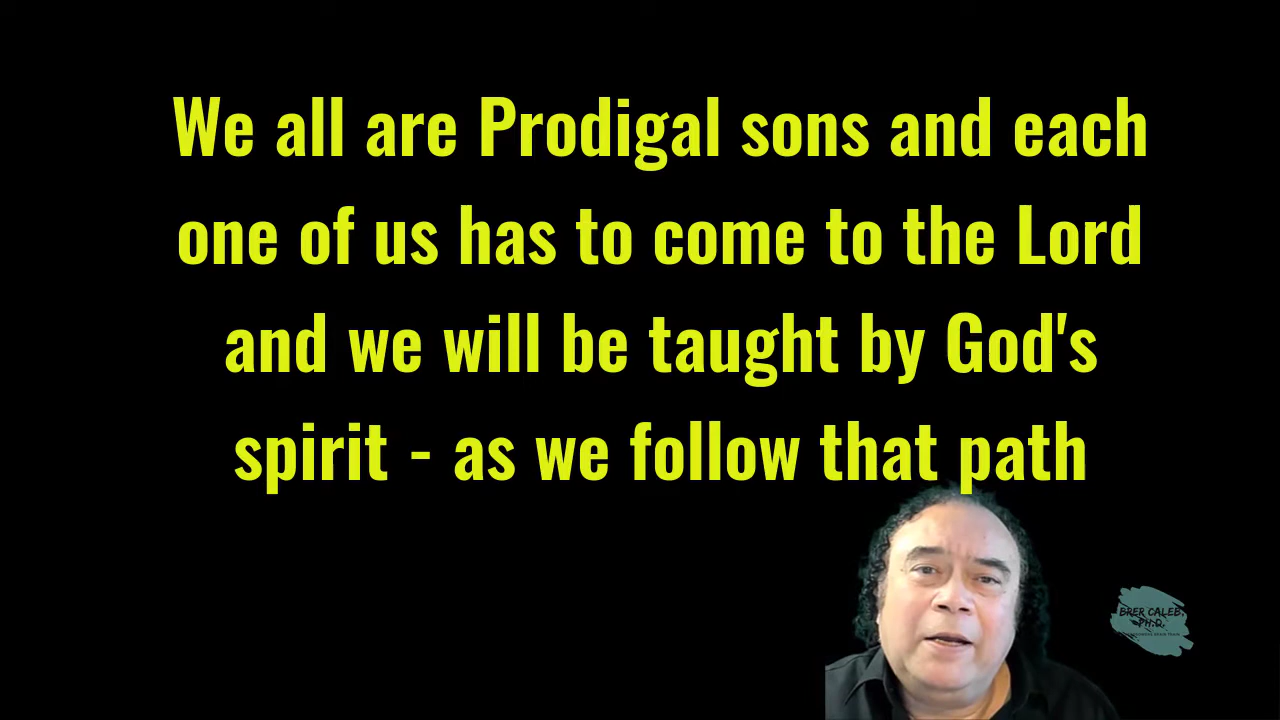 We all are Prodigal sons and each
one of us has to come to the Lord
and we will be taught by God's
spirit - as we follow that path
BRER CALEB,
PH.D.